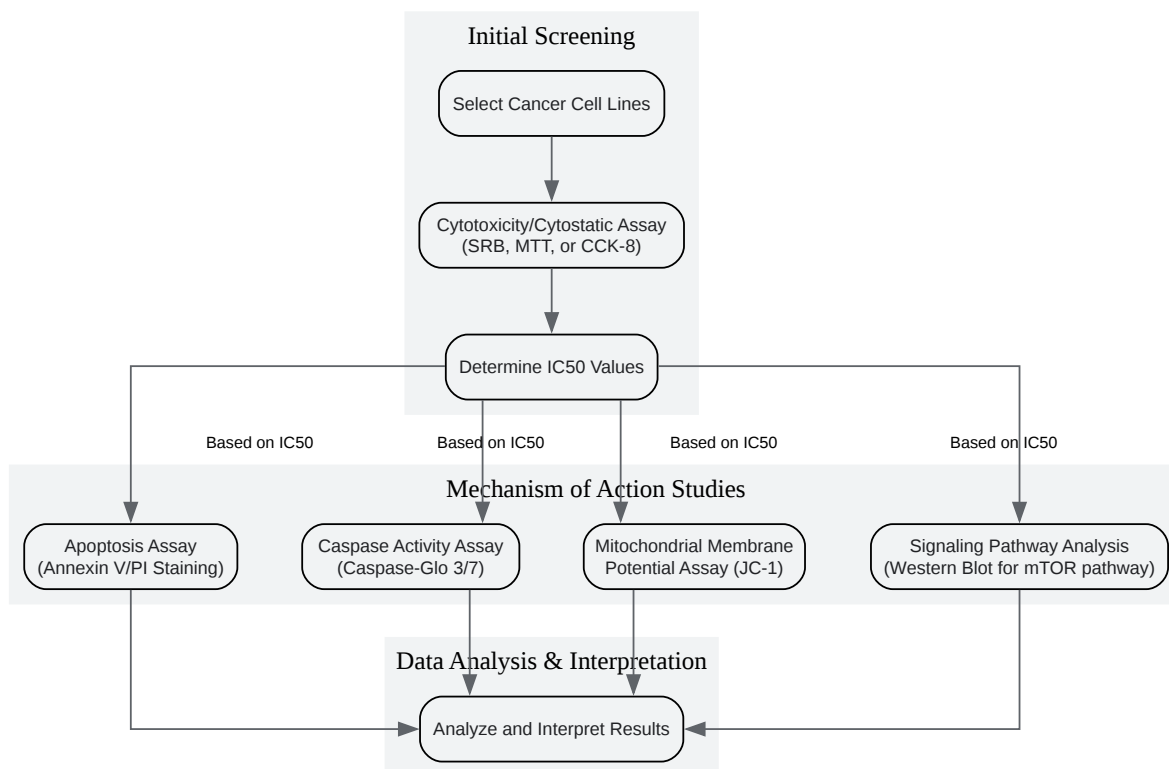 Initial Screening
Select Cancer Cell Lines
Cytotoxicity/Cytostatic Assay
(SRB, MTT, or CCK-8)
Determine IC50 Values
Based on IC50
Based on IC50
Based on IC50
Based on IC50
Mechanism of Action Studies
Apoptosis Assay
(Annexin V/PI Staining)
Caspase Activity Assay
(Caspase-Glo 3/7)
Mitochondrial Membrane
Potential Assay (JC-1)
Signaling Pathway Analysis
(Western Blot for mTOR pathway)
Data Analysis & Interpretation
Analyze and Interpret Results